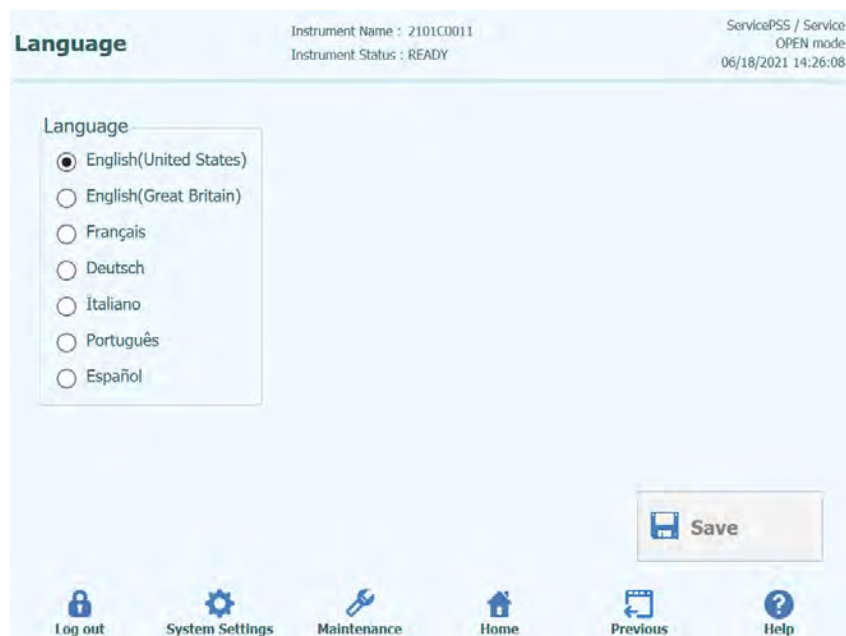 Language
Instrument Name : 2101C0011
Instrument Status : READY
ServicePSS / Service
OPEN mode
06/18/2021 14:26:08
Language
English(United States)
English(Great Britain)
Français
Deutsch
İtaliano
Português
Español
Save
Log out
System Settings
Maintenance
Home
Previous
Help